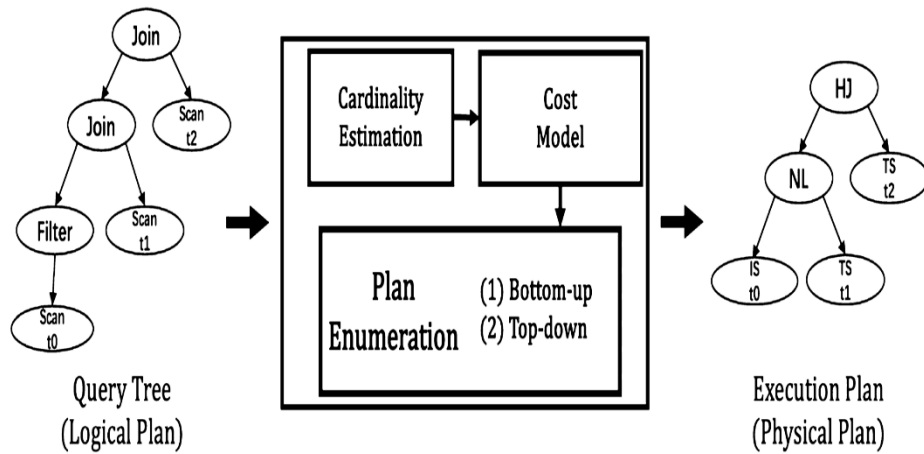 Join
Join
Scan
t2
Filter
Scan
t1
Scan
t0
Query Tree
(Logical Plan)
Cardinality
Estimation
Cost
Model
Plan
Enumeration
(1) Bottom-up
(2) Top-down
HJ
NL
TS
t2
IS
t0
TS
t1
Execution Plan
(Physical Plan)